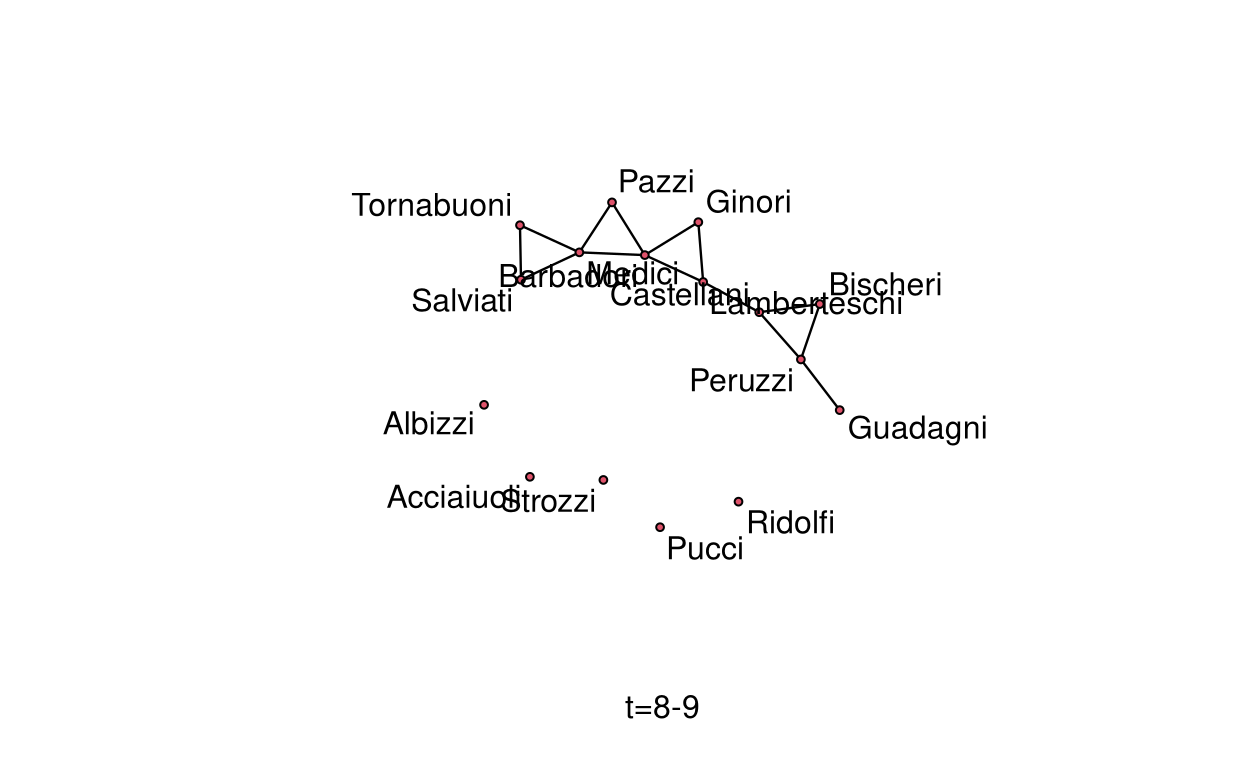 Pazzi
Tornabuoni
Ginori
Barbadori
Medici
Bischeri
Salviati
Castellani
Lamberteschi
Peruzzi
Albizzi
Guadagni
Acciaiuoli
Strozzi
Ridolfi
Pucci
t=8-9